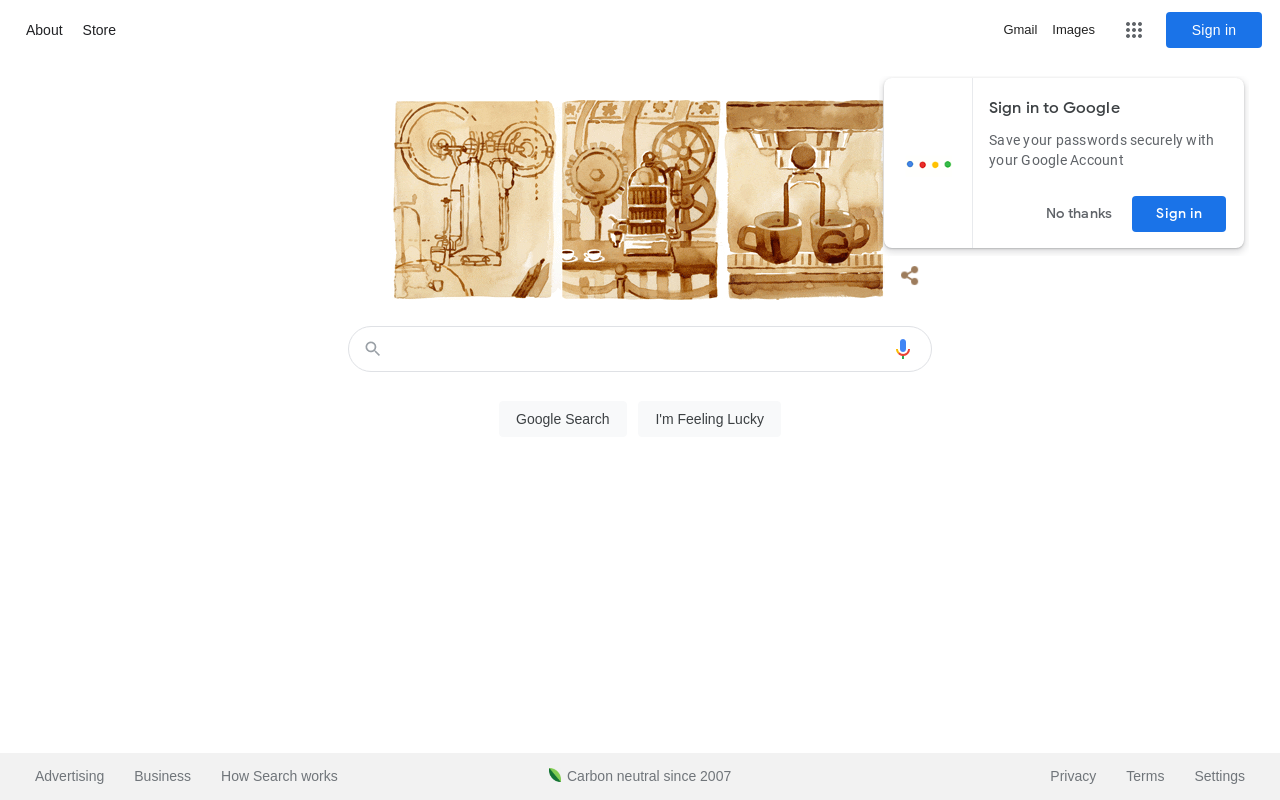 About
Store
Gmail
Images
Sign in
Sign in to Google
Save your passwords securely with
your Google Account
No thanks
Sign in
Google Search
I'm Feeling Lucky
Advertising
Business
How Search works
Carbon neutral since 2007
Privacy
Terms
Settings